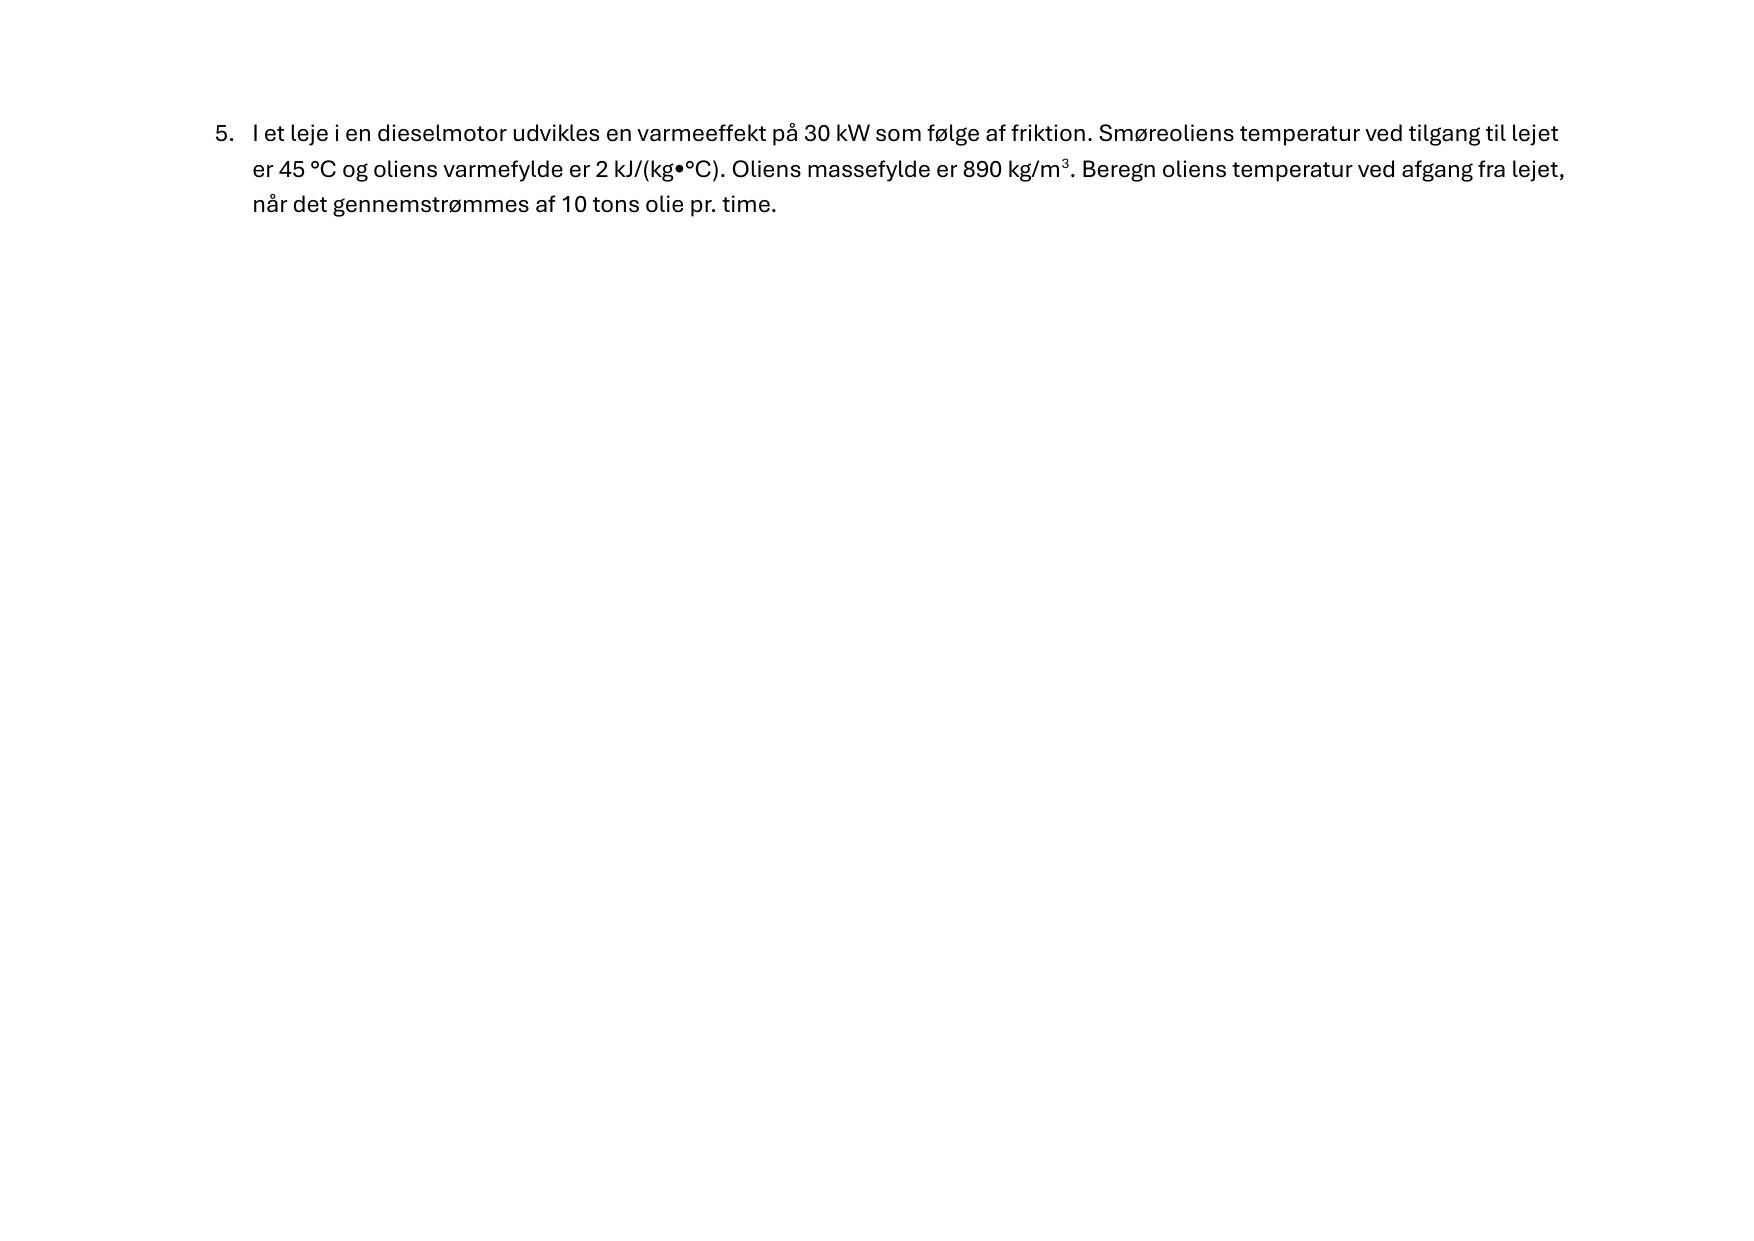 5. I et leje i en dieselmotor udvikles en varmeeffekt på 30 kW som følge af friktion. Smøreoliens temperatur ved tilgang til lejet
er 45 °C og oliens varmefylde er 2 kJ/(kg•°C). Oliens massefylde er 890 kg/m³. Beregn oliens temperatur ved afgang fra lejet,
når det gennemstrømmes af 10 tons olie pr. time.